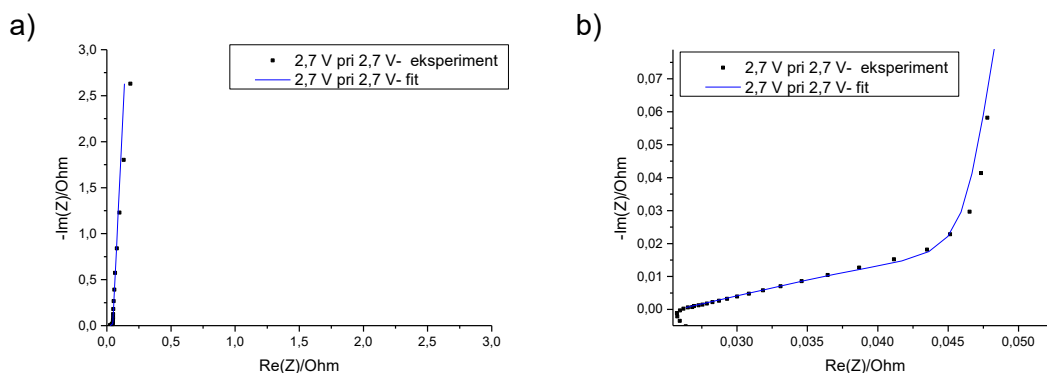 a)
2,7 V pri 2,7 V- eksperiment
2,7 V pri 2,7 V- fit
3,0
2,5
2,0
1,5
1,0
0,5
0,0
-Im(Z)/Ohm
0,0 0,5 1,0 1,5 2,0 2,5 3,0
Re(Z)/Ohm
b)
2,7 V pri 2,7 V- eksperiment
2,7 V pri 2,7 V- fit
0,07
0,06
0,05
0,04
0,03
0,02
0,01
0,00
-Im(Z)/Ohm
0,030 0,035 0,040 0,045 0,050
Re(Z)/Ohm